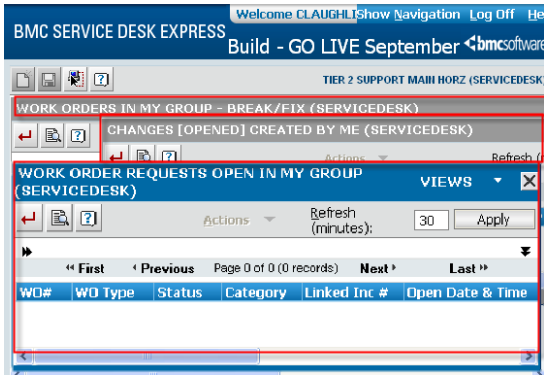 Welcome CLAUGHLI Show Navigation Log Off He
BMC SERVICE DESK EXPRESS
Build - GO LIVE September bmcsoftware
TIER 2 SUPPORT MAIN HORZ (SERVICEDESK
WORK ORDERS IN MY GROUP - BREAK/FIX (SERVICEDESK)
CHANGES [OPENED] CREATED BY ME (SERVICEDESK)
Actions Refresh (
WORK ORDER REQUESTS OPEN IN MY GROUP (SERVICEDESK) VIEWS
Actions Refresh (minutes): 30 Apply
First Previous Page 0 of 0 (0 records) Next Last
WO# WO Type Status Category Linked Inc # Open Date & Time